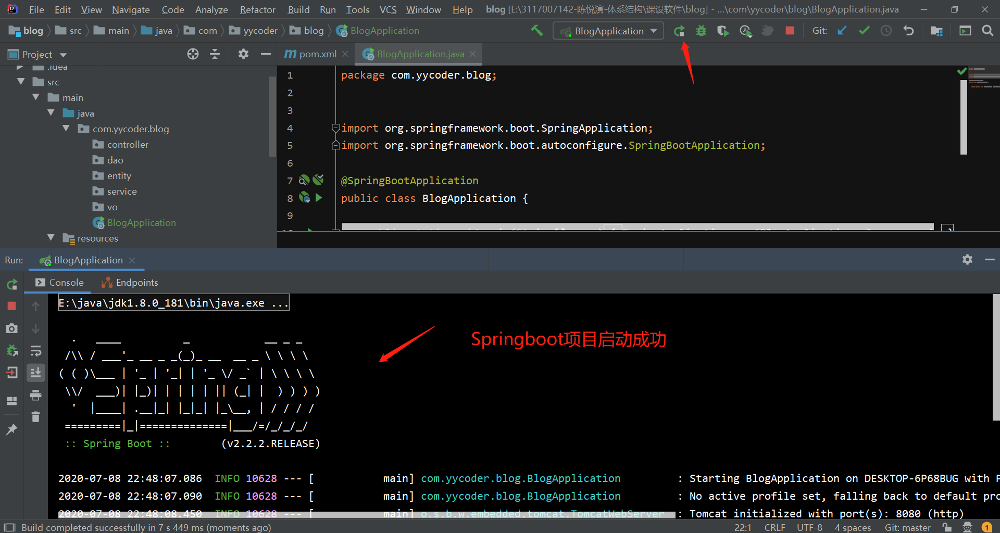 File Edit View Navigate Code Analyze Refactor Build Run Tools VCS Window Help blog [E:\3117007142-陈悦演-体系结构\课设软件\blog] - ...\com\yycoder\blog\BlogApplication.java
blog src main java com yycoder blog BlogApplication
BlogApplication Git:
Project
pom.xml BlogApplication.java
.idea
src
main
java
com.yycoder.blog
controller
dao
entity
service
vo
BlogApplication
resources
1 package com.yycoder.blog;
2
3
4 import org.springframework.boot.SpringApplication;
5 import org.springframework.boot.autoconfigure.SpringBootApplication;
6
7 @SpringBootApplication
8 public class BlogApplication {
9
Run: BlogApplication
Console Endpoints
E:\java\jdk1.8.0_181\bin\java.exe ...
Springboot项目启动成功
  .   ____          _            __ _ _
 /\\ / ___'_ __ _ _(_)_ __  __ _ \ \ \ \
( ( )\___ | '_ | '_| | '_ \/ _` | \ \ \ \
 \\/  ___)| |_)| | | | | || (_| |  ) ) ) )
  '  |____| .__|_| |_|_| |_\__, | / / / /
 =========|_|==============|___/=/_/_/_/
 :: Spring Boot ::        (v2.2.2.RELEASE)
2020-07-08 22:48:07.086 INFO 10628 --- [ main] com.yycoder.blog.BlogApplication : Starting BlogApplication on DESKTOP-6P68BUG with P
2020-07-08 22:48:07.090 INFO 10628 --- [ main] com.yycoder.blog.BlogApplication : No active profile set, falling back to default pro
2020-07-08 22:48:08.450 INFO 10628 --- [ main] o.s.b.w.embedded.tomcat.TomcatWebServer : Tomcat initialized with port(s): 8080 (http)
Build completed successfully in 7 s 449 ms (moments ago) 22:1 CRLF UTF-8 4 spaces Git: master 1